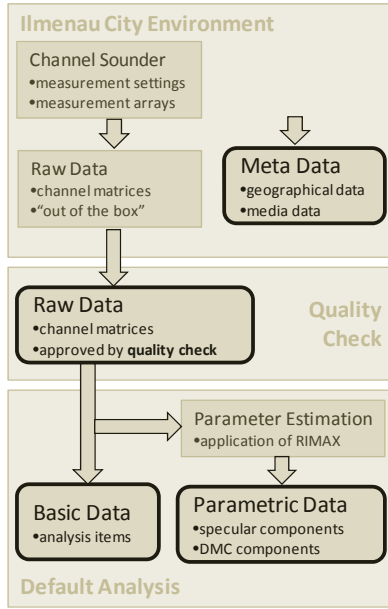 Ilmenau City Environment
Channel Sounder
•measurement settings
•measurement arrays
Raw Data
•channel matrices
•“out of the box”
Meta Data
•geographical data
•media data
Raw Data
•channel matrices
•approved by quality check
Quality
Check
Parameter Estimation
•application of RIMAX
Basic Data
•analysis items
Parametric Data
•specular components
•DMC components
Default Analysis